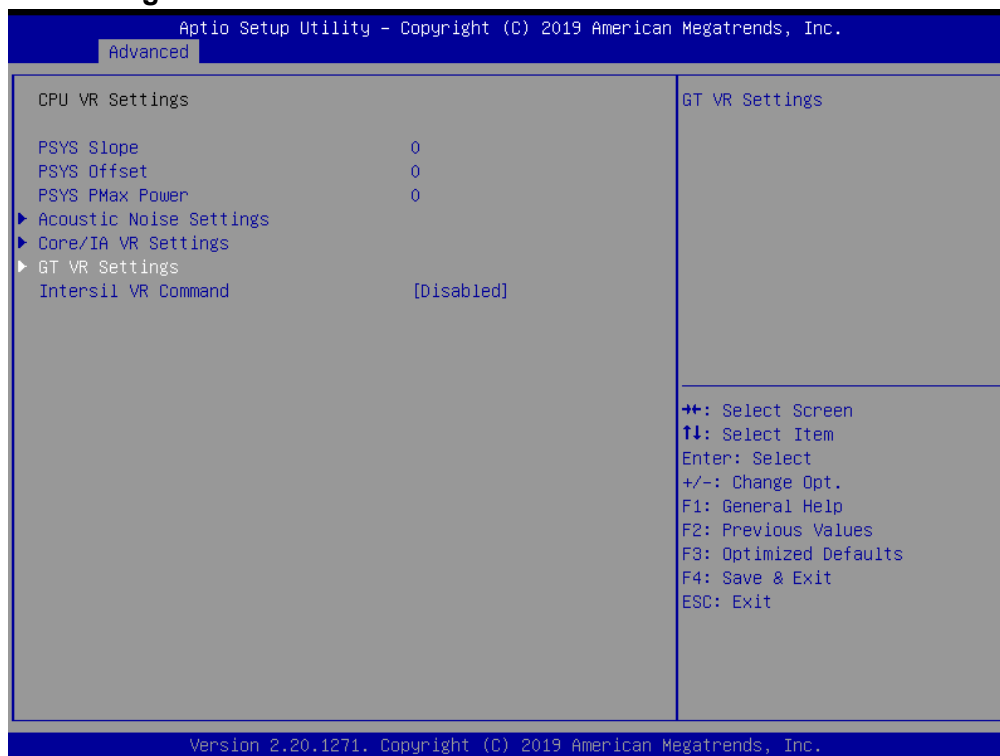 Aptio Setup Utility – Copyright (C) 2019 American Megatrends, Inc.
Advanced
CPU VR Settings
PSYS Slope 0
PSYS Offset 0
PSYS PMax Power 0
Acoustic Noise Settings
Core/IA VR Settings
GT VR Settings
Intersil VR Command [Disabled]
GT VR Settings
→←: Select Screen
↑↓: Select Item
Enter: Select
+/-: Change Opt.
F1: General Help
F2: Previous Values
F3: Optimized Defaults
F4: Save & Exit
ESC: Exit
Version 2.20.1271. Copyright (C) 2019 American Megatrends, Inc.